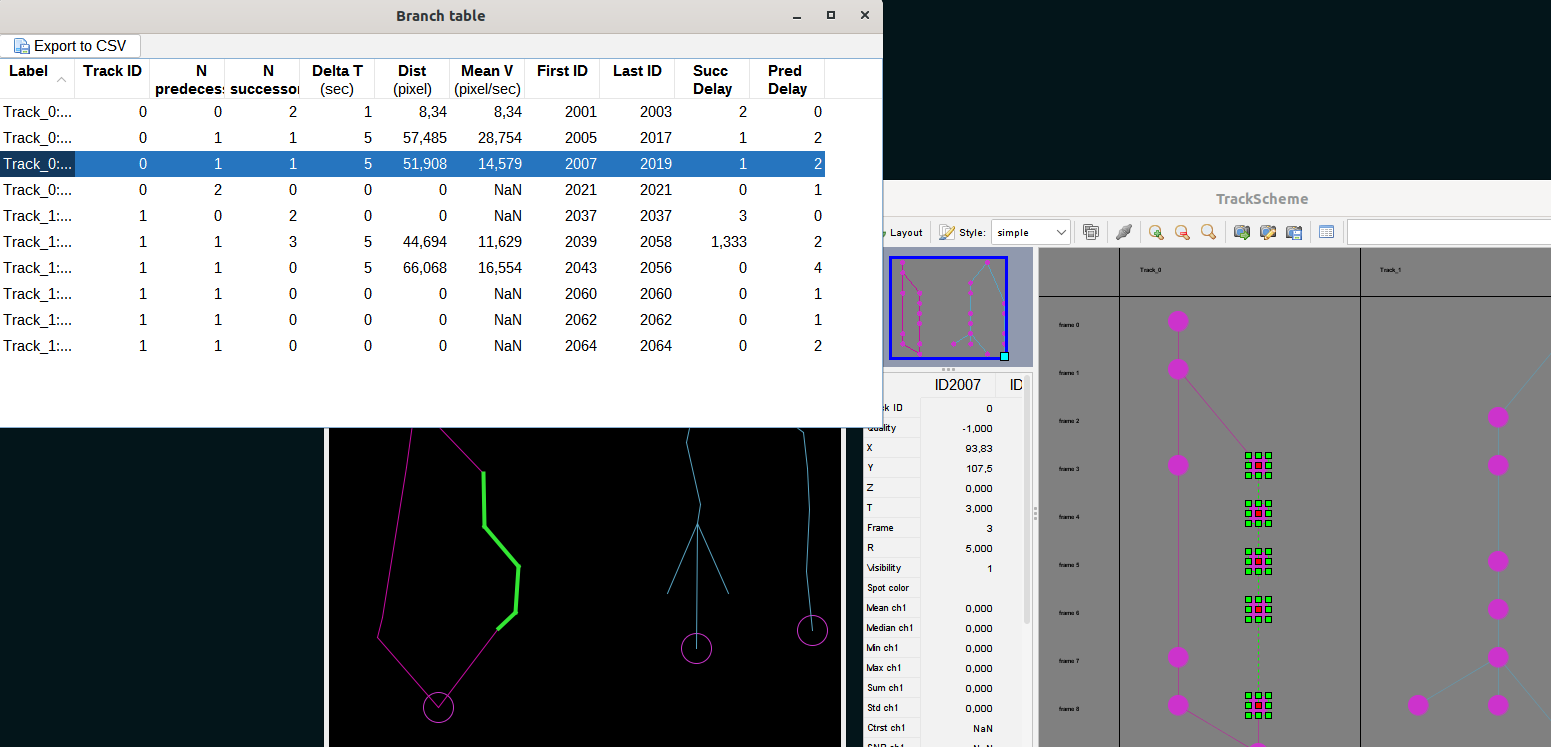 Branch table
Export to CSV
Label Track ID N predecess N successor Delta T (sec) Dist (pixel) Mean V (pixel/sec) First ID Last ID Succ Delay Pred Delay
Track_0:... 0 0 2 1 8,34 8,34 2001 2003 2 0
Track_0:... 0 1 1 5 57,485 28,754 2005 2017 1 2
Track_0:... 0 1 1 5 51,908 14,579 2007 2019 1 2
Track_0:... 0 2 0 0 0 NaN 2021 2021 0 1
Track_1:... 1 0 2 0 0 NaN 2037 2037 3 0
Track_1:... 1 1 3 5 44,694 11,629 2039 2058 1,333 2
Track_1:... 1 1 0 5 66,068 16,554 2043 2056 0 4
Track_1:... 1 1 0 0 0 NaN 2060 2060 0 1
Track_1:... 1 1 0 0 0 NaN 2062 2062 0 1
Track_1:... 1 1 0 0 0 NaN 2064 2064 0 2
TrackScheme
Layout Style: simple
Track_0 Track_1
frame 0
frame 1
frame 2
frame 3
frame 4
frame 5
frame 6
frame 7
frame 8
ID2007 ID
ck ID 0
Quality -1,000
X 93,83
Y 107,5
Z 0,000
T 3,000
Frame 3
R 5,000
Visibility 1
Spot color
Mean ch1 0,000
Median ch1 0,000
Min ch1 0,000
Max ch1 0,000
Sum ch1 0,000
Std ch1 0,000
Ctrst ch1 NaN